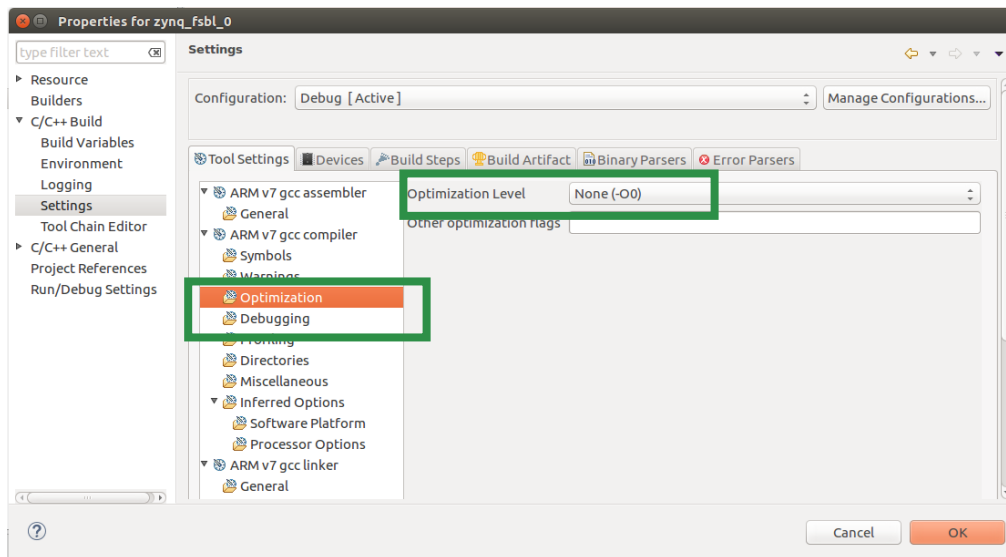 Properties for zynq_fsbl_0
type filter text
Settings
Resource
Builders
C/C++ Build
Build Variables
Environment
Logging
Settings
Tool Chain Editor
C/C++ General
Project References
Run/Debug Settings
Configuration: Debug [ Active ]
Manage Configurations...
Tool Settings Devices Build Steps Build Artifact Binary Parsers Error Parsers
ARM v7 gcc assembler
General
ARM v7 gcc compiler
Symbols
Warnings
Optimization
Debugging
Profiling
Directories
Miscellaneous
Inferred Options
Software Platform
Processor Options
ARM v7 gcc linker
General
Optimization Level None (-O0)
Other optimization flags
Cancel OK